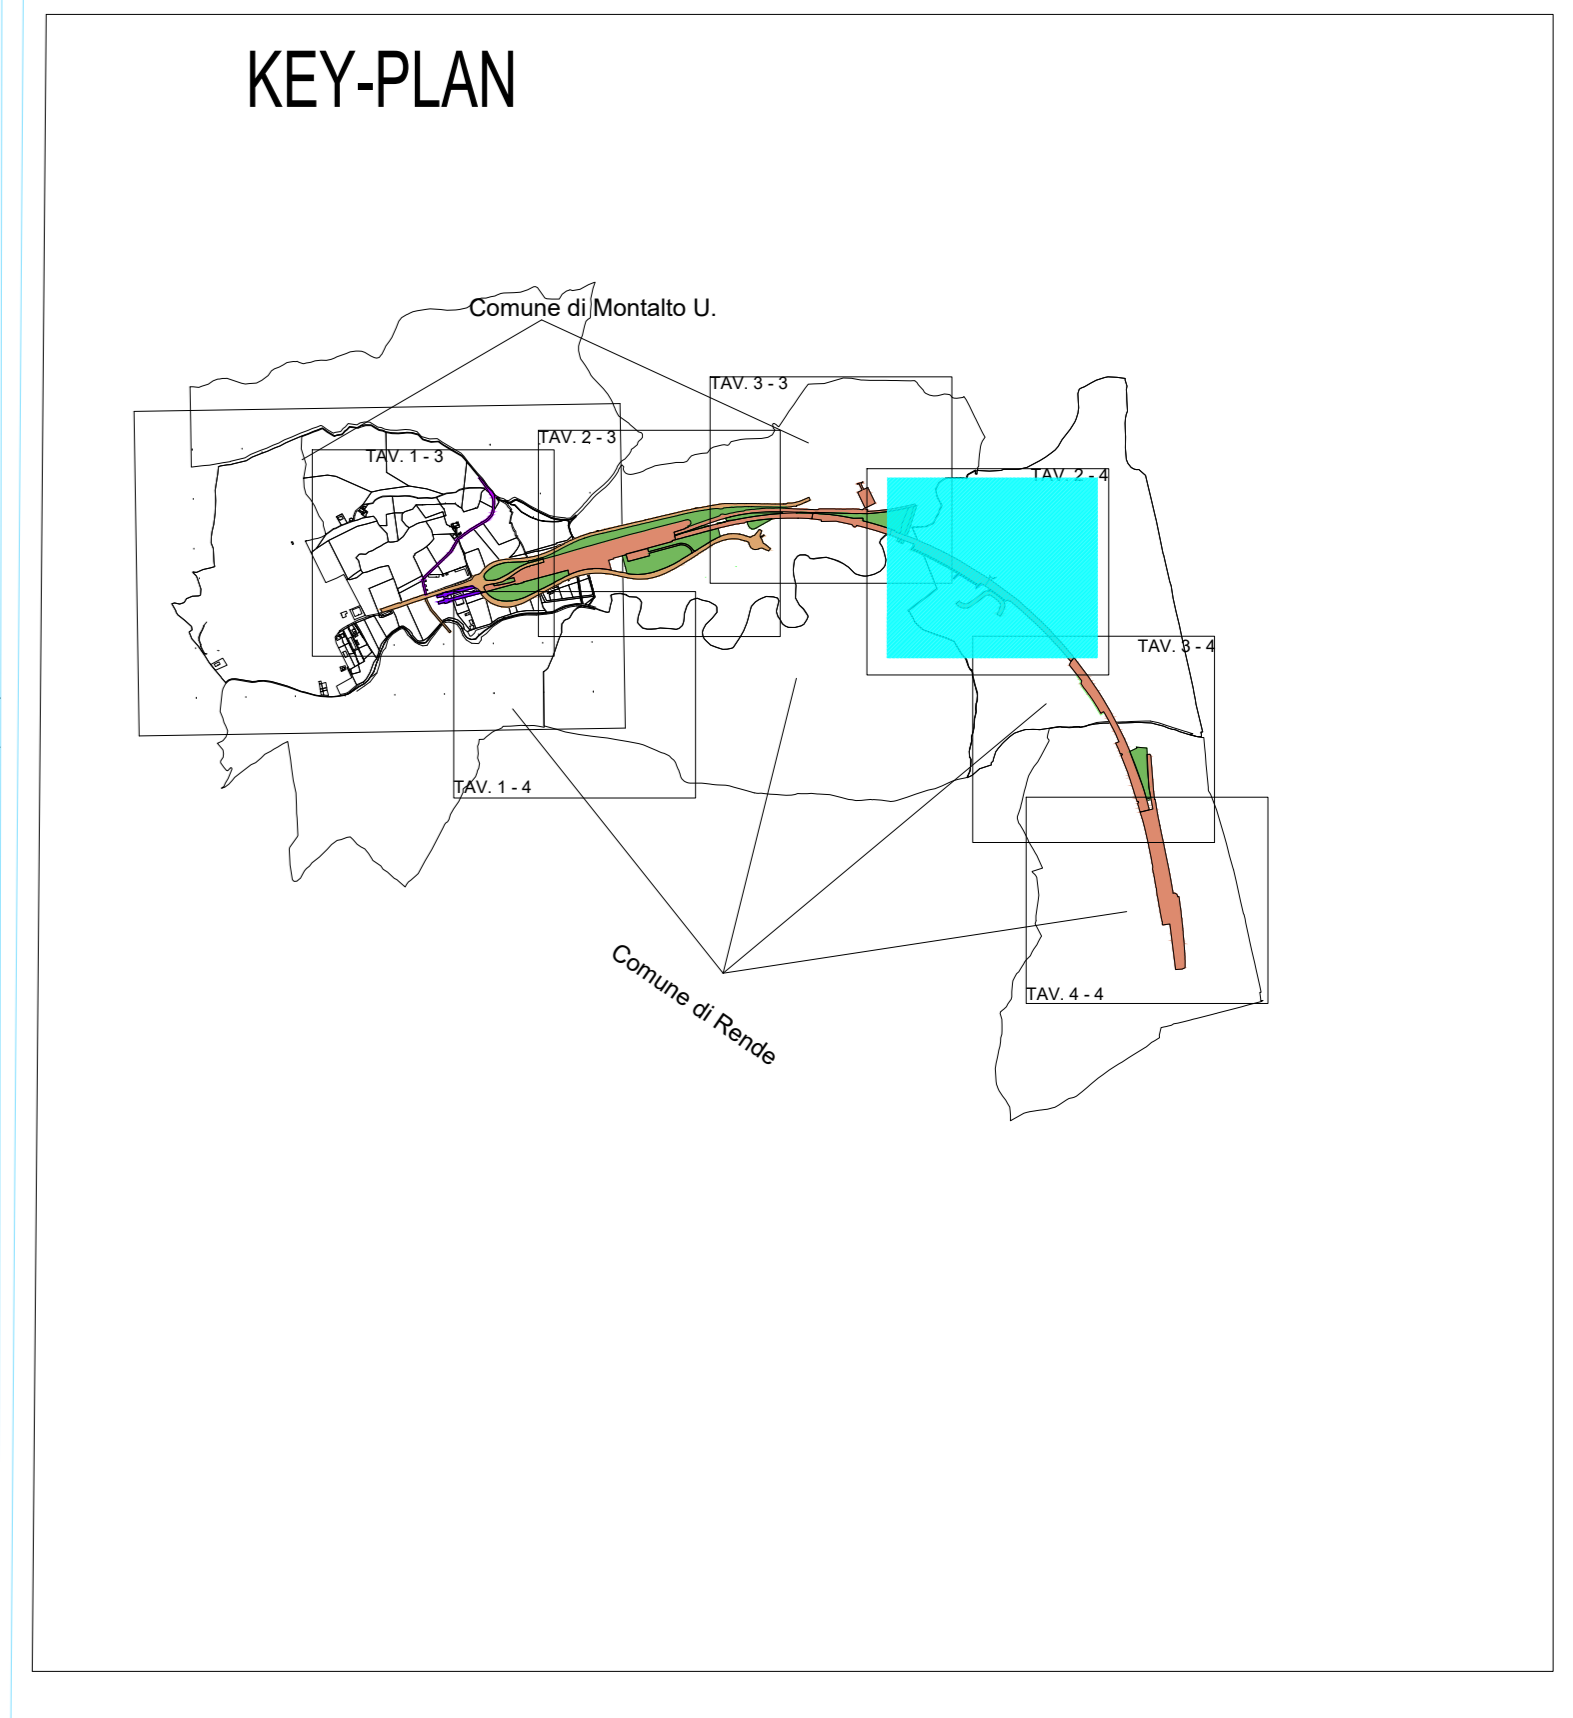 KEY-PLAN
Comune di Montalto U.
TAV. 3 - 3
TAV. 2 - 3
TAV. 1 - 3
TAV. 2 - 4
TAV. 3 - 4
TAV. 1 - 4
Comune di Rende
TAV. 4 - 4